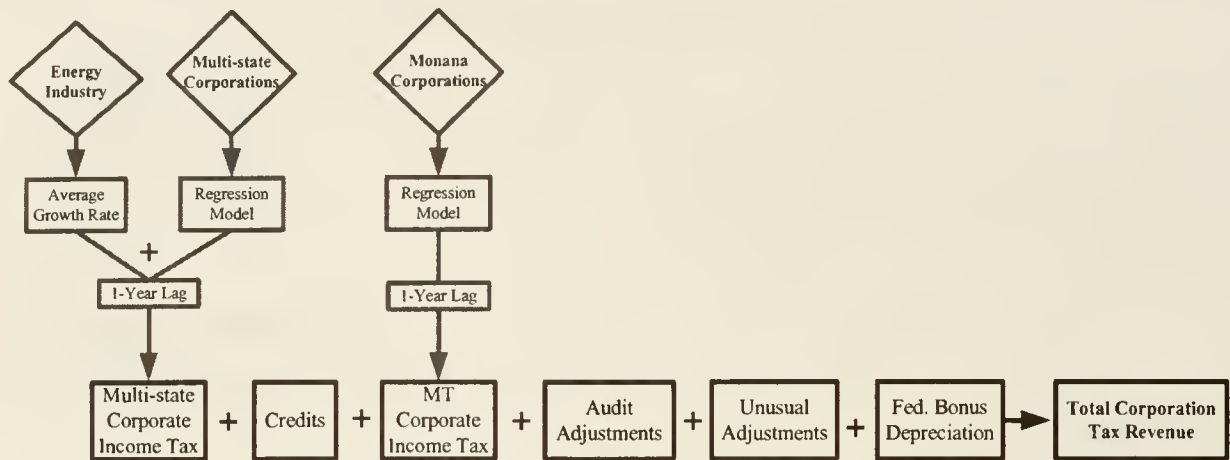 Energy
Industry
Multi-state
Corporations
Monana
Corporations
Average
Growth Rate
Regression
Model
Regression
Model
+
1-Year Lag
1-Year Lag
Multi-state
Corporate
Income Tax
+
Credits
+
MT
Corporate
Income Tax
+
Audit
Adjustments
+
Unusual
Adjustments
+
Fed. Bonus
Depreciation
Total Corporation
Tax Revenue